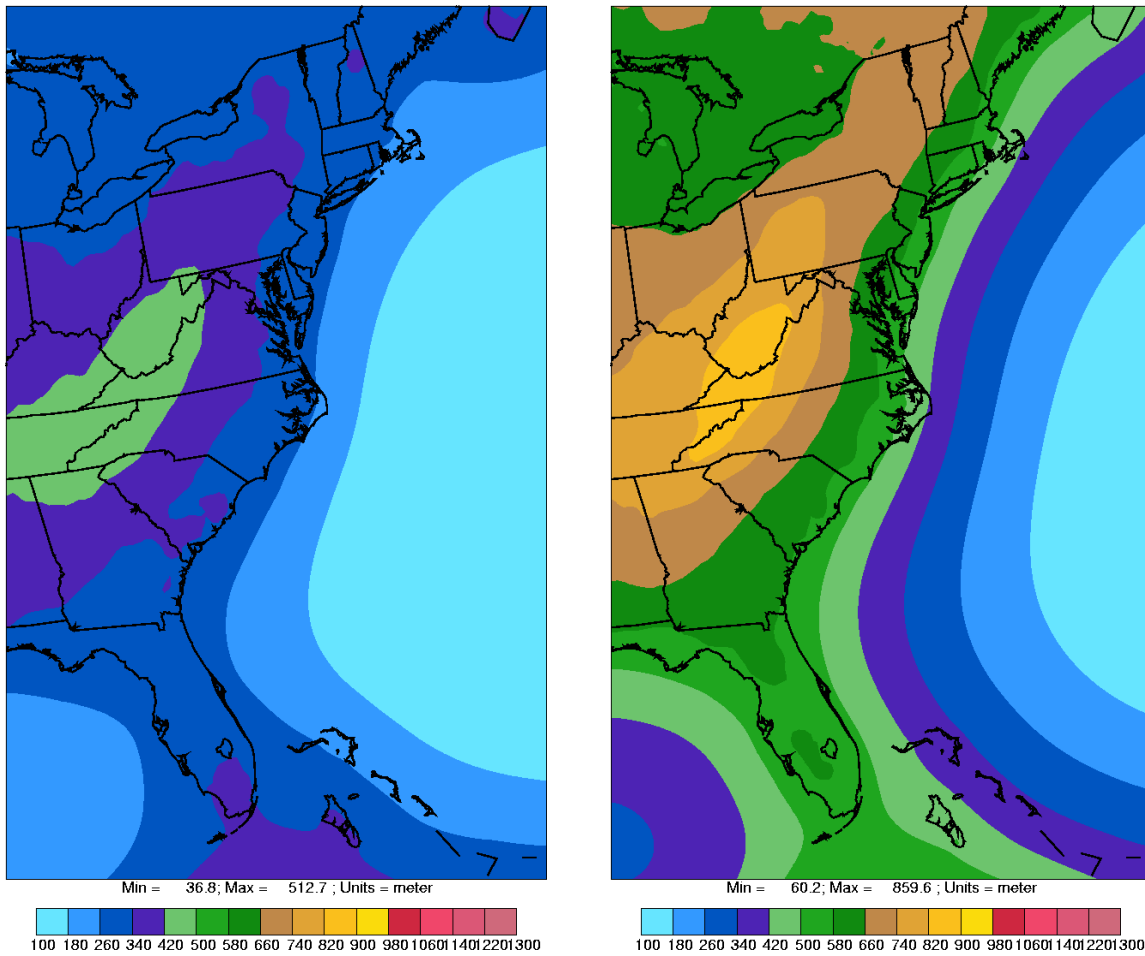 Min = 36.8; Max = 512.7 ; Units = meter
100 180 260 340 420 500 580 660 740 820 900 980 1060 1140 1220 1300
Min = 60.2; Max = 859.6 ; Units = meter
100 180 260 340 420 500 580 660 740 820 900 980 1060 1140 1220 1300